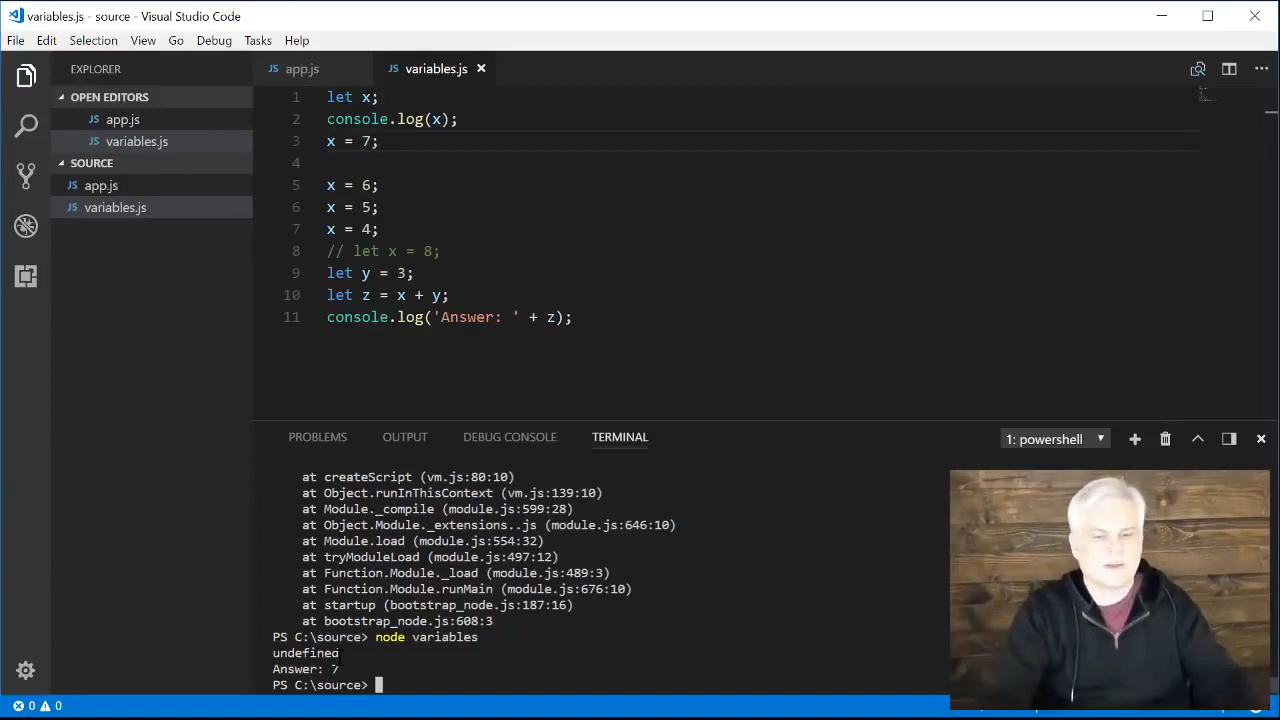 variables.js - source - Visual Studio Code
File Edit Selection View Go Debug Tasks Help
EXPLORER
app.js
variables.js
OPEN EDITORS
app.js
variables.js
SOURCE
app.js
variables.js
1 let x;
2 console.log(x);
3 x = 7;
4
5 x = 6;
6 x = 5;
7 x = 4;
8 // let x = 8;
9 let y = 3;
10 let z = x + y;
11 console.log('Answer: ' + z);
PROBLEMS OUTPUT DEBUG CONSOLE TERMINAL
1: powershell
at createScript (vm.js:80:10)
at Object.runInThisContext (vm.js:139:10)
at Module._compile (module.js:599:28)
at Object.Module._extensions..js (module.js:646:10)
at Module.load (module.js:554:32)
at tryModuleLoad (module.js:497:12)
at Function.Module._load (module.js:489:3)
at Function.Module.runMain (module.js:676:10)
at startup (bootstrap_node.js:187:16)
at bootstrap_node.js:608:3
PS C:\source> node variables
undefined
Answer: 7
PS C:\source>
0 0